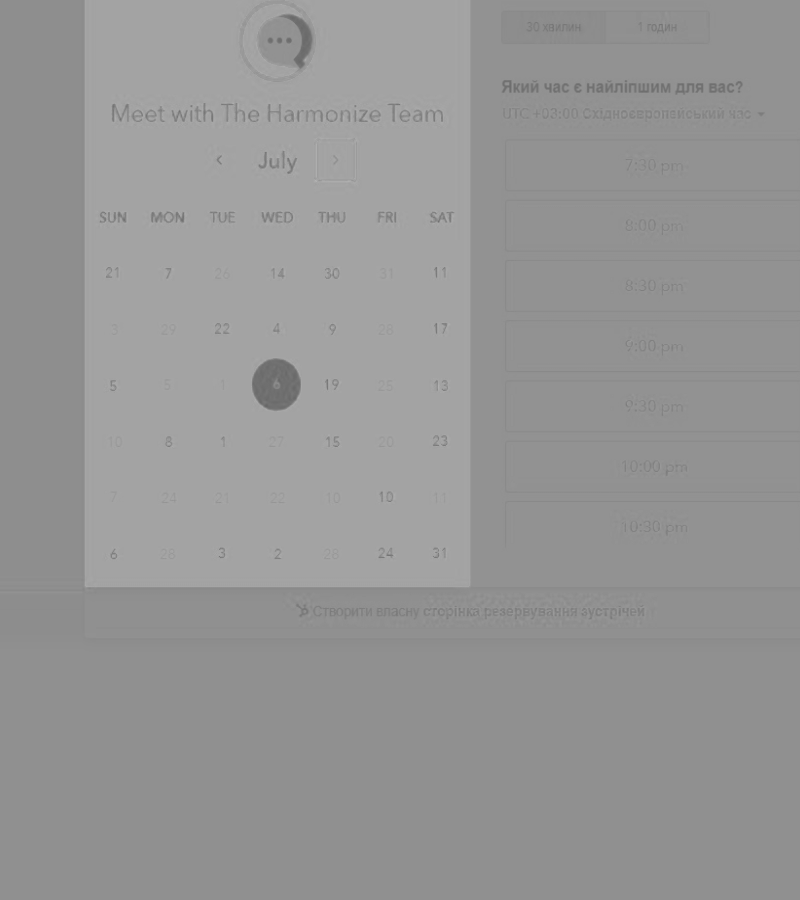 Meet with The Harmonize Team
July
SUN MON TUE WED THU FRI SAT
21 7 26 14 30 31 11
3 29 22 4 9 28 17
5 5 1 6 19 25 13
10 8 1 27 15 20 23
7 24 21 22 10 10 11
6 28 3 2 28 24 31
30 хвилин 1 годин
Який час є найліпшим для вас?
UTC +03:00 Східноєвропейський час
7:30 pm
8:00 pm
8:30 pm
9:00 pm
9:30 pm
10:00 pm
10:30 pm
Створити власну сторінка резервування зустрічей